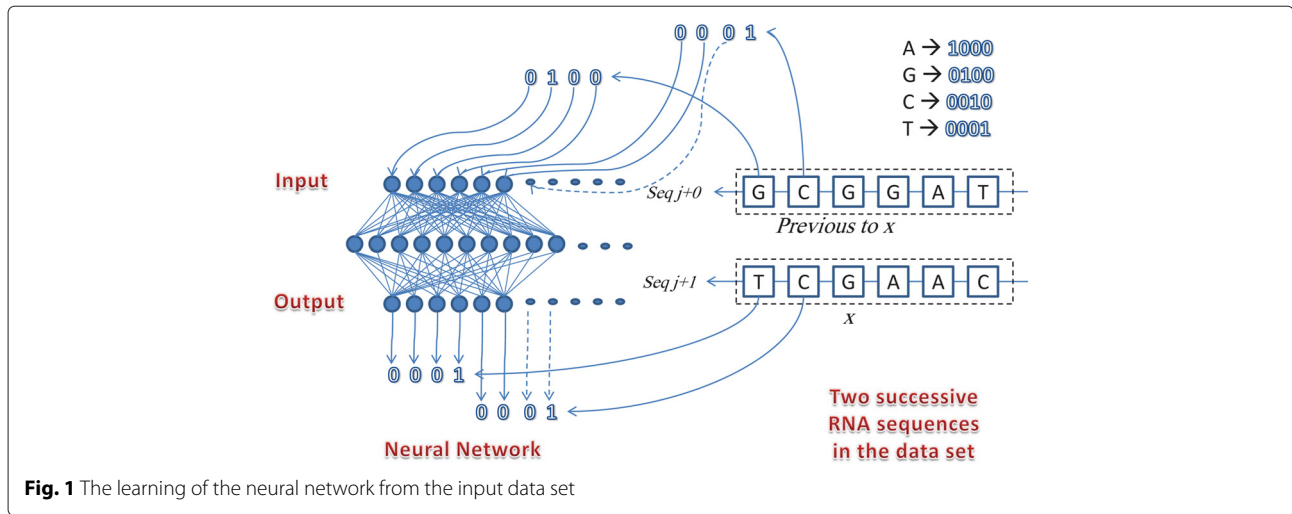 0 0 0 1
0 1 0 0
A → 1000
G → 0100
C → 0010
T → 0001
Input
Seq j+0
G C G G A T
Previous to x
Output
Seq j+1
T C G A A C
x
0 0 0 1
0 0 0 1
Neural Network
Two successive
RNA sequences
in the data set
Fig. 1 The learning of the neural network from the input data set